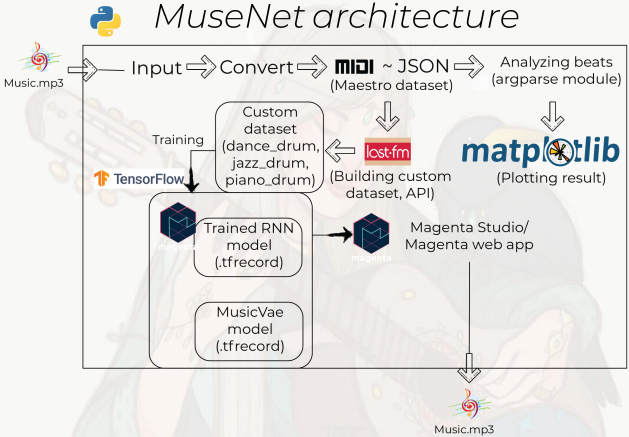 MuseNet architecture
Music.mp3
Input
Convert
MIDI ~ JSON
(Maestro dataset)
Analyzing beats
(argparse module)
Custom
dataset
(dance_drum,
jazz_drum,
piano_drum)
Training
last.fm
(Building custom
dataset, API)
matplotlib
(Plotting result)
TensorFlow
magenta
Trained RNN
model
(.tfrecord)
magenta
Magenta Studio/
Magenta web app
MusicVae
model
(.tfrecord)
Music.mp3